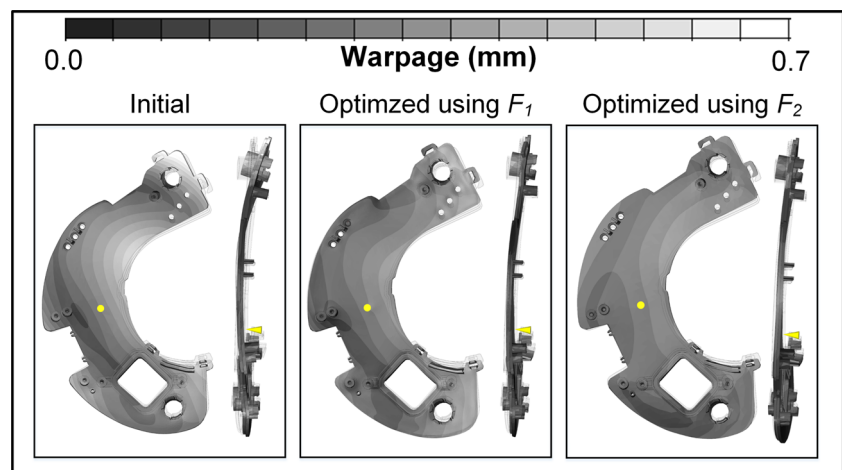 0.0 Warpage (mm) 0.7
Initial Optimzed using F1 Optimized using F2